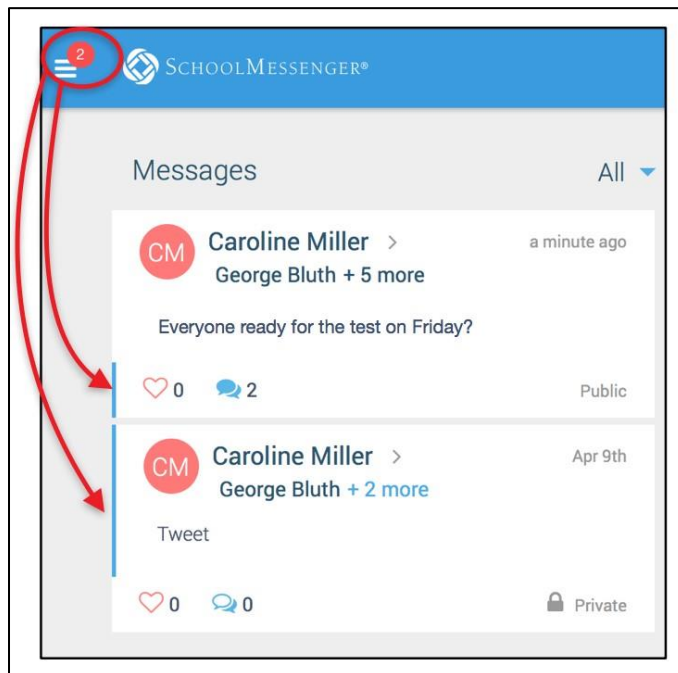 2
SCHOOLMESSENGER®
Messages
All
CM
Caroline Miller >
a minute ago
George Bluth + 5 more
Everyone ready for the test on Friday?
0
2
Public
CM
Caroline Miller >
Apr 9th
George Bluth + 2 more
Tweet
0
0
Private